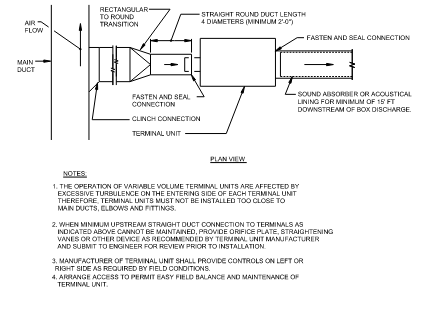 RECTANGULAR
TO ROUND
TRANSITION
STRAIGHT ROUND DUCT LENGTH
4 DIAMETERS (MINIMUM 2'-0")
AIR
FLOW
FASTEN AND SEAL CONNECTION
MAIN
DUCT
FASTEN AND SEAL
CONNECTION
SOUND ABSORBER OR ACOUSTICAL
LINING FOR MINIMUM OF 15' FT
DOWNSTREAM OF BOX DISCHARGE.
CLINCH CONNECTION
TERMINAL UNIT
PLAN VIEW
NOTES:
1. THE OPERATION OF VARIABLE VOLUME TERMINAL UNITS ARE AFFECTED BY
EXCESSIVE TURBULENCE ON THE ENTERING SIDE OF EACH TERMINAL UNIT
THEREFORE, TERMINAL UNITS MUST NOT BE INSTALLED TOO CLOSE TO
MAIN DUCTS, ELBOWS AND FITTINGS.
2. WHEN MINIMUM UPSTREAM STRAIGHT DUCT CONNECTION TO TERMINALS AS
INDICATED ABOVE CANNOT BE MAINTAINED, PROVIDE ORIFICE PLATE, STRAIGHTENING
VANES OR OTHER DEVICE AS RECOMMENDED BY TERMINAL UNIT MANUFACTURER
AND SUBMIT TO ENGINEER FOR REVIEW PRIOR TO INSTALLATION.
3. MANUFACTURER OF TERMINAL UNIT SHALL PROVIDE CONTROLS ON LEFT OR
RIGHT SIDE AS REQUIRED BY FIELD CONDITIONS.
4. ARRANGE ACCESS TO PERMIT EASY FIELD BALANCE AND MAINTENANCE OF
TERMINAL UNIT.